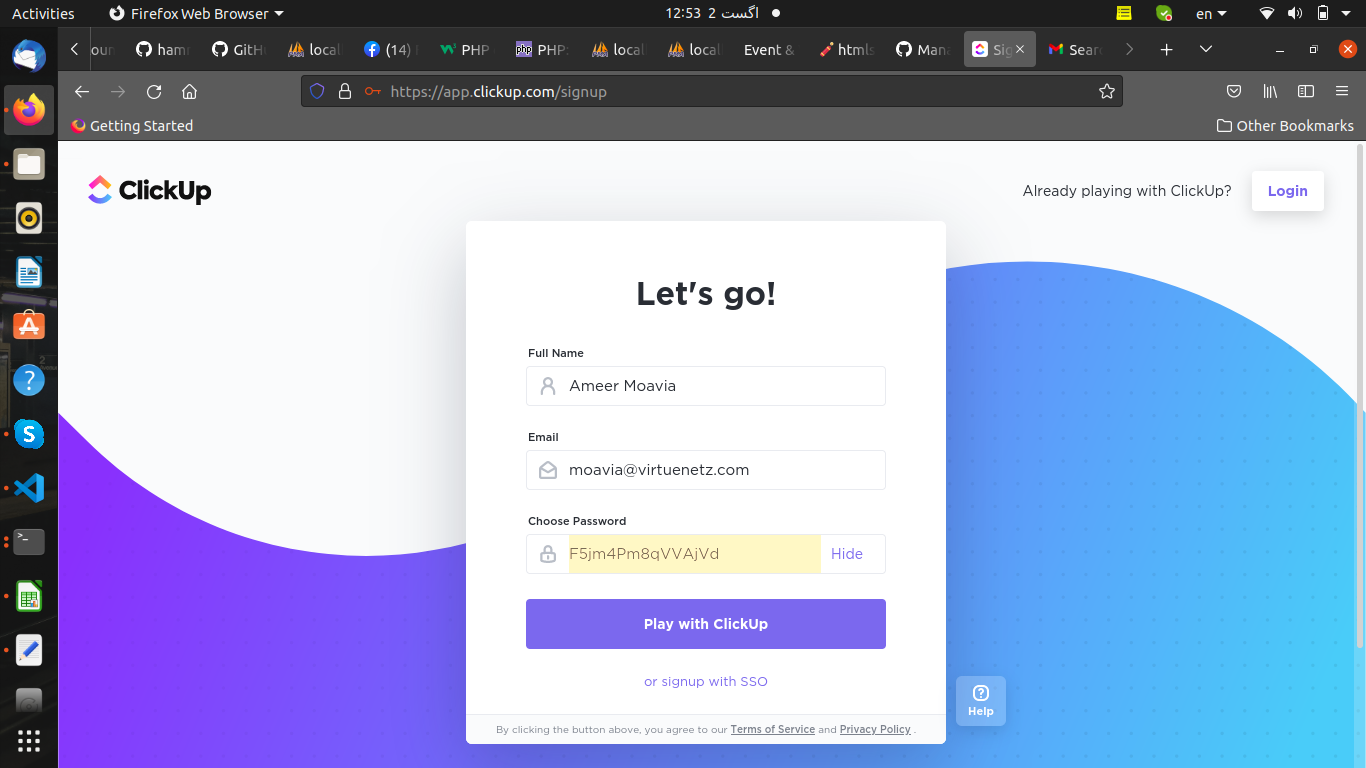 Activities
Firefox Web Browser
12:53 2 اگست
en
oun
hamr
GitHu
local
(14) F
PHP
PHP:
local
local
Event &
htmls
Mana
Sig
Searc
https://app.clickup.com/signup
Getting Started
Other Bookmarks
ClickUp
Already playing with ClickUp?
Login
Let's go!
Full Name
Ameer Moavia
Email
moavia@virtuenetz.com
Choose Password
F5jm4Pm8qVVAjVd
Hide
Play with ClickUp
or signup with SSO
Help
By clicking the button above, you agree to our Terms of Service and Privacy Policy .